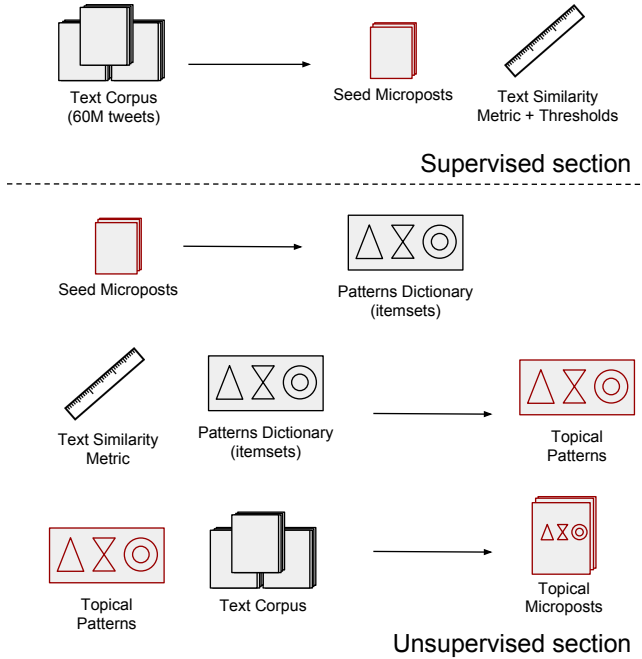 Text Corpus
(60M tweets)
Seed Microposts
Text Similarity
Metric + Thresholds
Supervised section
Seed Microposts
Patterns Dictionary
(itemsets)
Text Similarity
Metric
Patterns Dictionary
(itemsets)
Topical
Patterns
Topical
Patterns
Text Corpus
Topical
Microposts
Unsupervised section